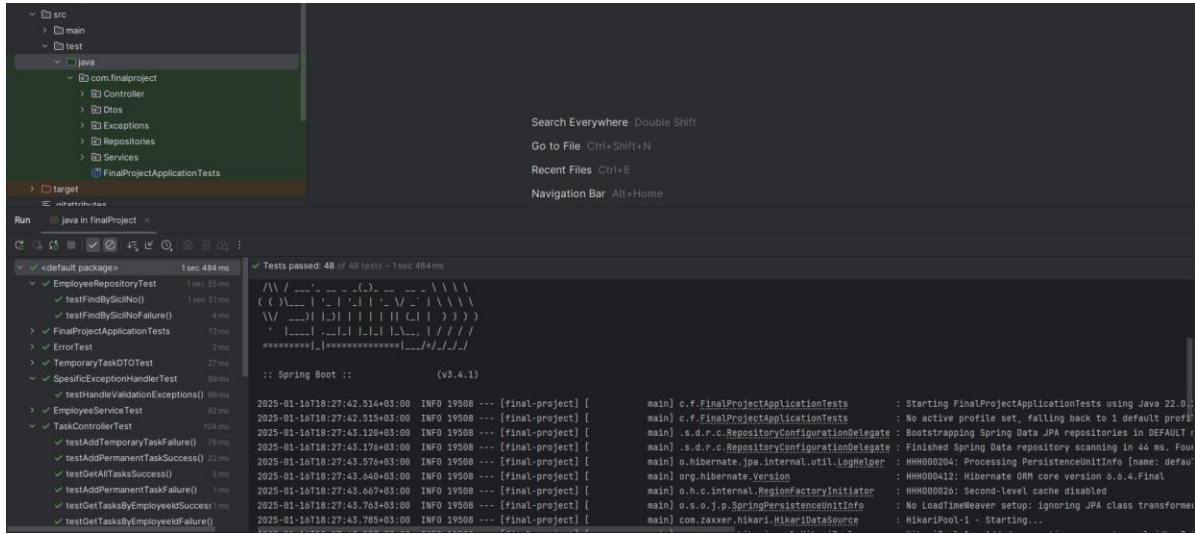 src
main
test
java
com.finalproject
Controller
Dtos
Exceptions
Repositories
Services
FinalProjectApplicationTests
target
.gitattributes
Search Everywhere Double Shift
Go to File Ctrl+Shift+N
Recent Files Ctrl+E
Navigation Bar Alt+Home
Run java in finalProject
<default package> 1 sec 484 ms
EmployeeRepositoryTest 1 sec 35 ms
testFindBySicilNo() 1 sec 31 ms
testFindBySicilNoFailure() 4 ms
FinalProjectApplicationTests 12 ms
ErrorTest 2 ms
TemporaryTaskDTOTest 27 ms
SpesificExceptionHandlerTest 69 ms
testHandleValidationExceptions() 69 ms
EmployeeServiceTest 82 ms
TaskControllerTest 104 ms
testAddTemporaryTaskFailure() 76 ms
testAddPermanentTaskSuccess() 22 ms
testGetAllTasksSuccess() 3 ms
testAddPermanentTaskFailure() 1 ms
testGetTasksByEmployeeIdSuccess 1 ms
testGetTasksByEmployeeIdFailure()
Tests passed: 48 of 48 tests – 1 sec 484 ms
:: Spring Boot :: (v3.4.1)
2025-01-16T18:27:42.514+03:00 INFO 19508 --- [final-project] [ main] c.f.FinalProjectApplicationTests : Starting FinalProjectApplicationTests using Java 22.0.
2025-01-16T18:27:42.515+03:00 INFO 19508 --- [final-project] [ main] c.f.FinalProjectApplicationTests : No active profile set, falling back to 1 default profi
2025-01-16T18:27:43.120+03:00 INFO 19508 --- [final-project] [ main] .s.d.r.c.RepositoryConfigurationDelegate : Bootstrapping Spring Data JPA repositories in DEFAULT
2025-01-16T18:27:43.176+03:00 INFO 19508 --- [final-project] [ main] .s.d.r.c.RepositoryConfigurationDelegate : Finished Spring Data repository scanning in 44 ms. Fou
2025-01-16T18:27:43.576+03:00 INFO 19508 --- [final-project] [ main] o.hibernate.jpa.internal.util.LogHelper : HHH000204: Processing PersistenceUnitInfo [name: defau
2025-01-16T18:27:43.640+03:00 INFO 19508 --- [final-project] [ main] org.hibernate.Version : HHH000412: Hibernate ORM core version 6.6.4.Final
2025-01-16T18:27:43.667+03:00 INFO 19508 --- [final-project] [ main] o.h.c.internal.RegionFactoryInitiator : HHH000026: Second-level cache disabled
2025-01-16T18:27:43.763+03:00 INFO 19508 --- [final-project] [ main] o.s.o.j.p.SpringPersistenceUnitInfo : No LoadTimeWeaver setup: ignoring JPA class transforme
2025-01-16T18:27:43.785+03:00 INFO 19508 --- [final-project] [ main] com.zaxxer.hikari.HikariDataSource : HikariPool-1 - Starting...